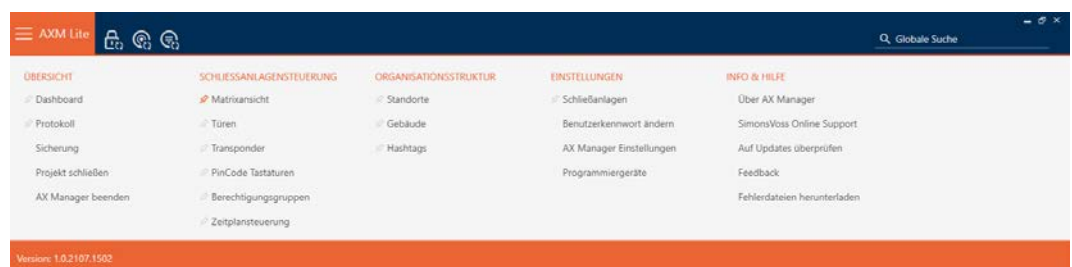 AXM Lite
Globale Suche
ÜBERSICHT
Dashboard
Protokoll
Sicherung
Projekt schließen
AX Manager beenden
SCHLIESSANLAGENSTEUERUNG
Matrixansicht
Türen
Transponder
PinCode Tastaturen
Berechtigungsgruppen
Zeitplansteuerung
ORGANISATIONSSTRUKTUR
Standorte
Gebäude
Hashtags
EINSTELLUNGEN
Schließanlagen
Benutzerkennwort ändern
AX Manager Einstellungen
Programmiergeräte
INFO & HILFE
Über AX Manager
SimonsVoss Online Support
Auf Updates überprüfen
Feedback
Fehlerdateien herunterladen
Version: 1.0.2107.1502